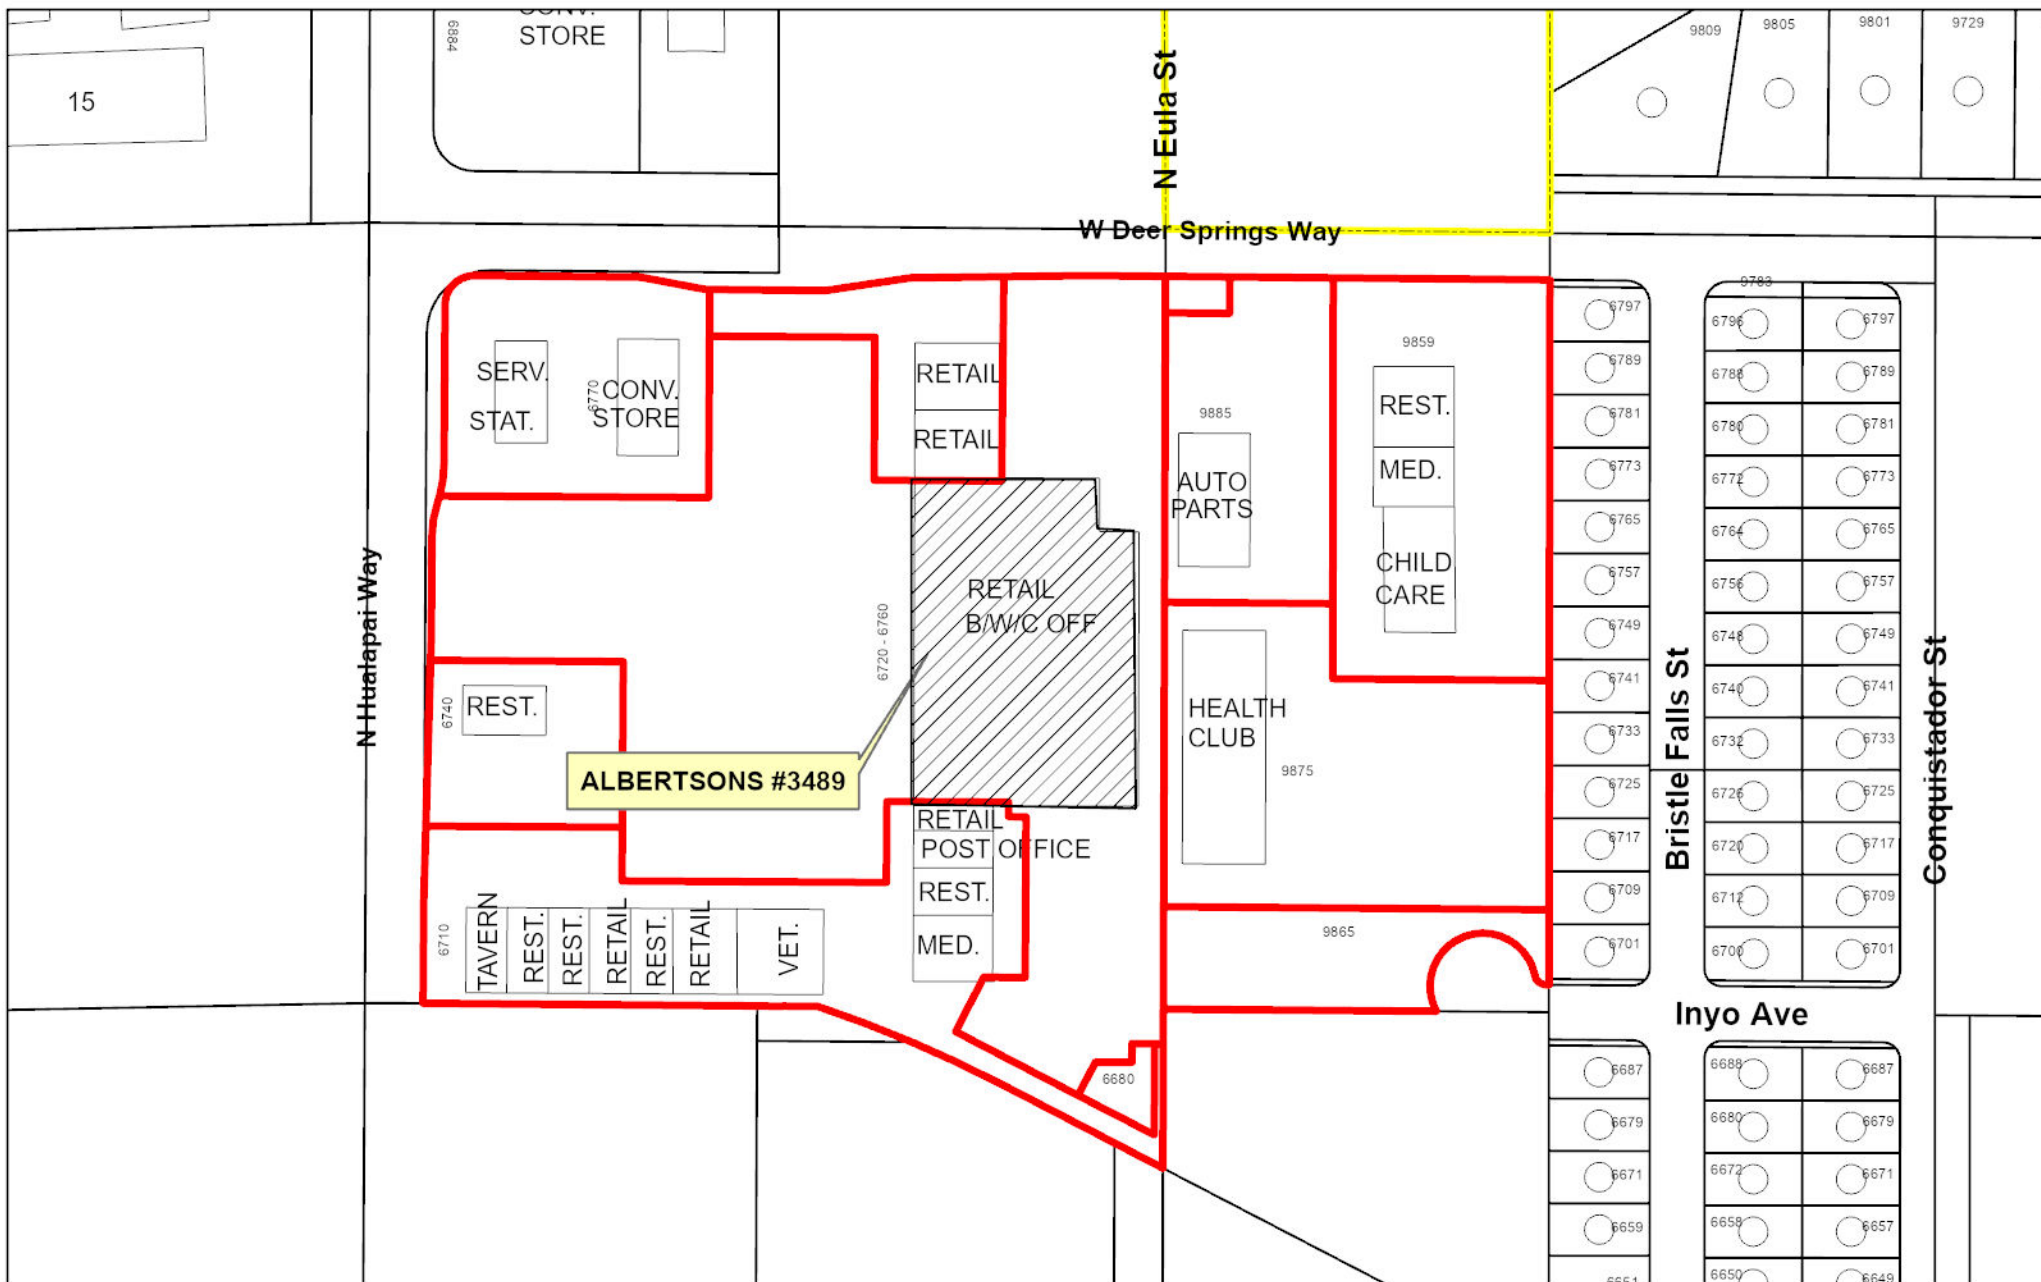 STORE
6884
15
N Eula St
9809
9805
9801
9729
W Deer Springs Way
SERV.
STAT.
6770
CONV.
STORE
RETAIL
RETAIL
9885
AUTO
PARTS
9859
REST.
MED.
CHILD
CARE
N Hualapai Way
6720 - 6760
RETAIL
B/W/C OFF
6740
REST.
ALBERTSONS #3489
HEALTH
CLUB
9875
RETAIL
POST OFFICE
REST.
MED.
6710
TAVERN
REST.
REST.
RETAIL
REST.
RETAIL
VET.
9865
6680
6797
6789
6781
6773
6765
6757
6749
6741
6733
6725
6717
6709
6701
Bristle Falls St
9783
6796
6797
6788
6789
6780
6781
6772
6773
6764
6765
6756
6757
6748
6749
6740
6741
6732
6733
6726
6725
6720
6717
6712
6709
6700
6701
Conquistador St
Inyo Ave
6687
6679
6671
6659
6688
6687
6680
6679
6672
6671
6658
6657
6650
6649